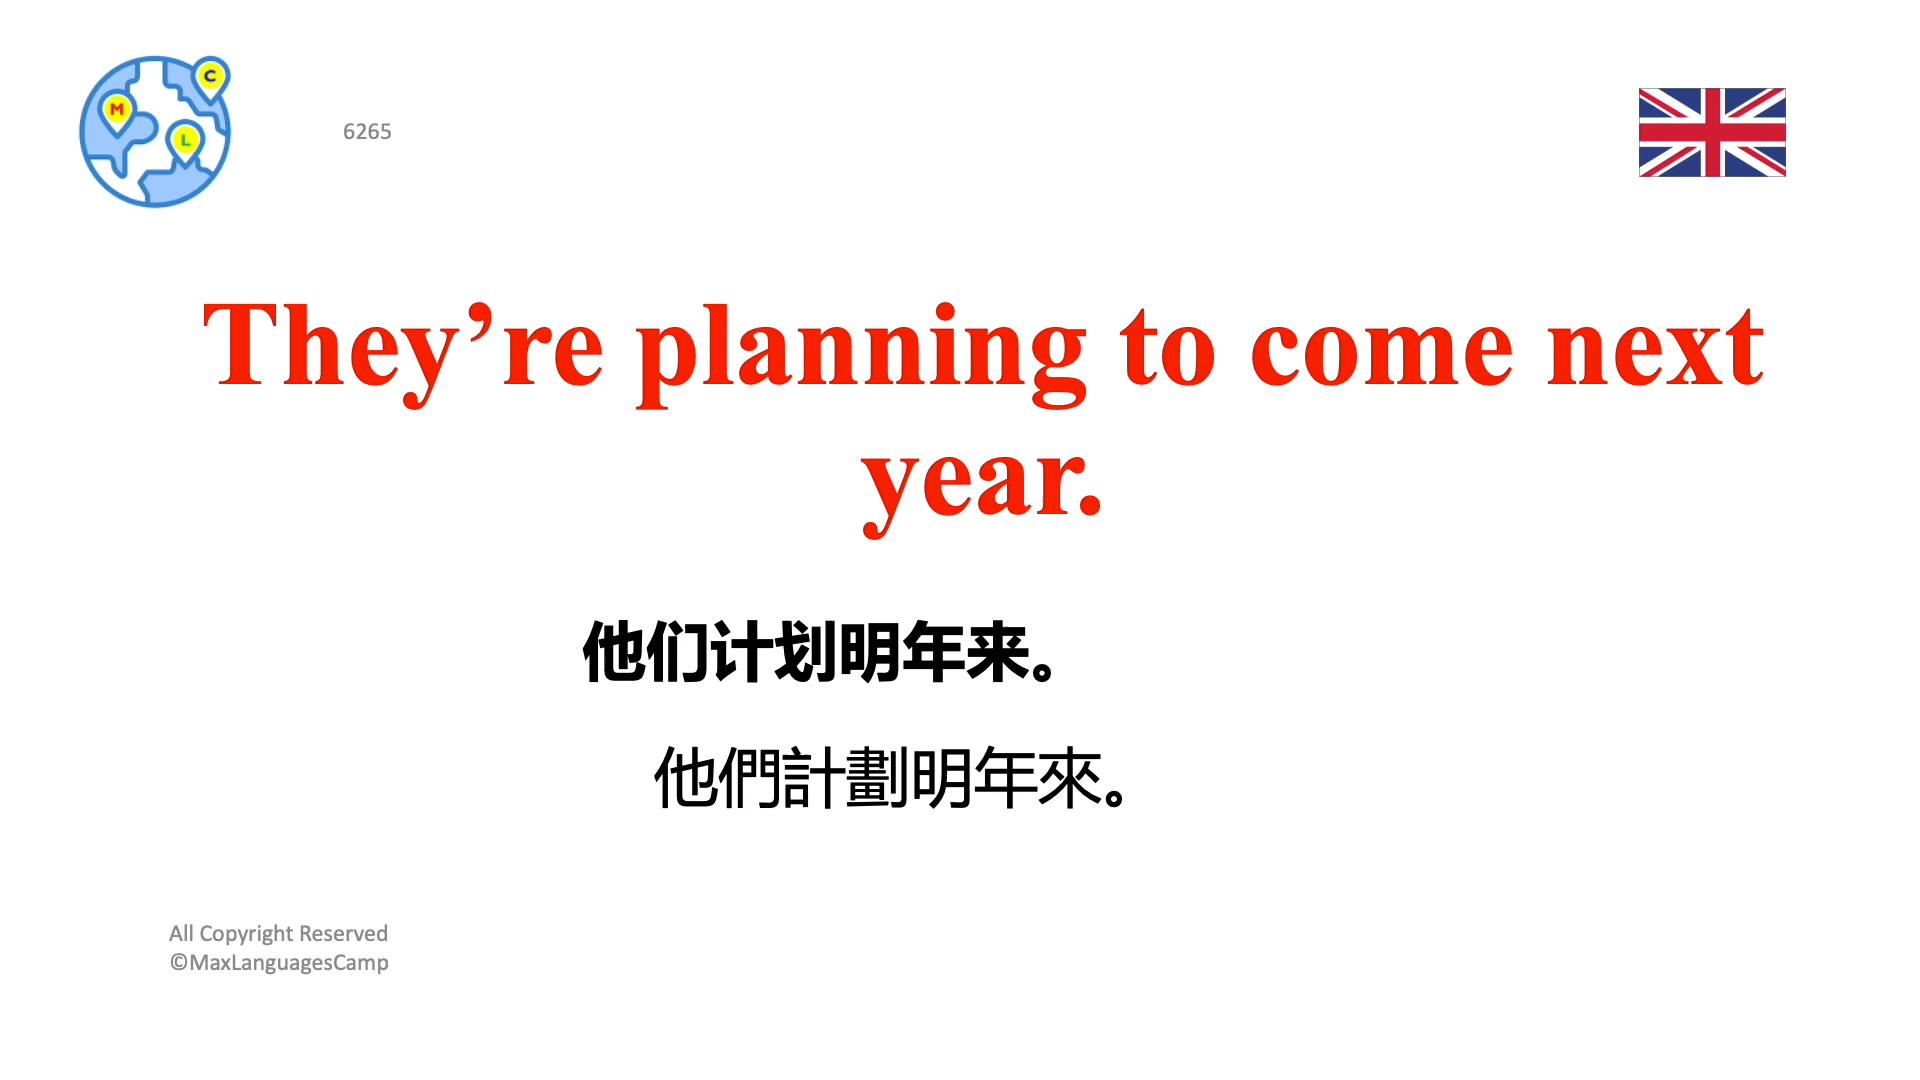 C
M
L
6265
They’re planning to come next
year.
他们计划明年来。
他們計劃明年來。
All Copyright Reserved
©MaxLanguagesCamp